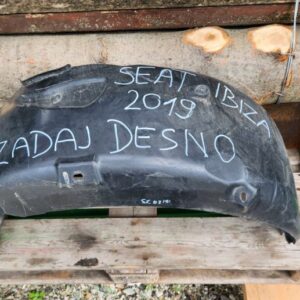 SEAT IBIZA
2019
ZADAJ DESNO